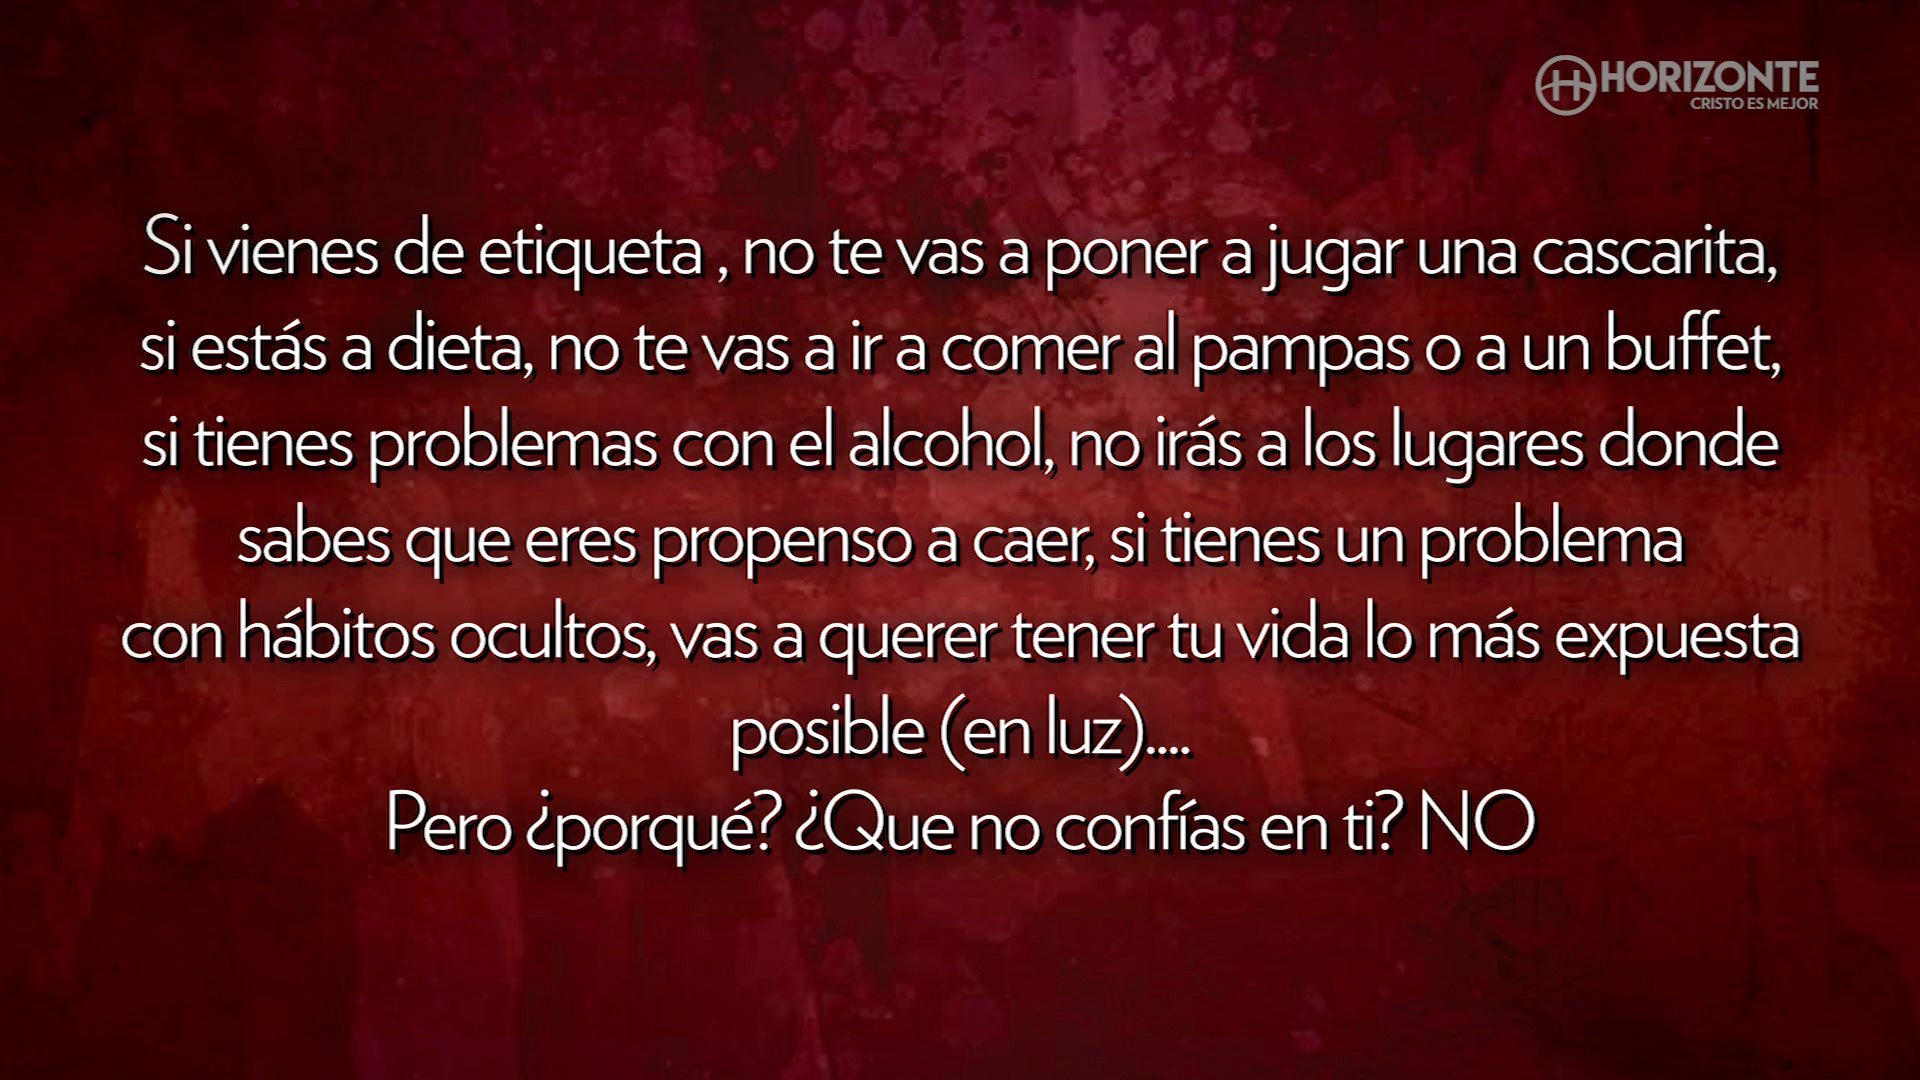 HORIZONTE
CRISTO ES MEJOR
Si vienes de etiqueta , no te vas a poner a jugar una cascarita,
si estás a dieta, no te vas a ir a comer al pampas o a un buffet,
si tienes problemas con el alcohol, no irás a los lugares donde
sabes que eres propenso a caer, si tienes un problema
con hábitos ocultos, vas a querer tener tu vida lo más expuesta
posible (en luz)....
Pero ¿porqué? ¿Que no confías en ti? NO